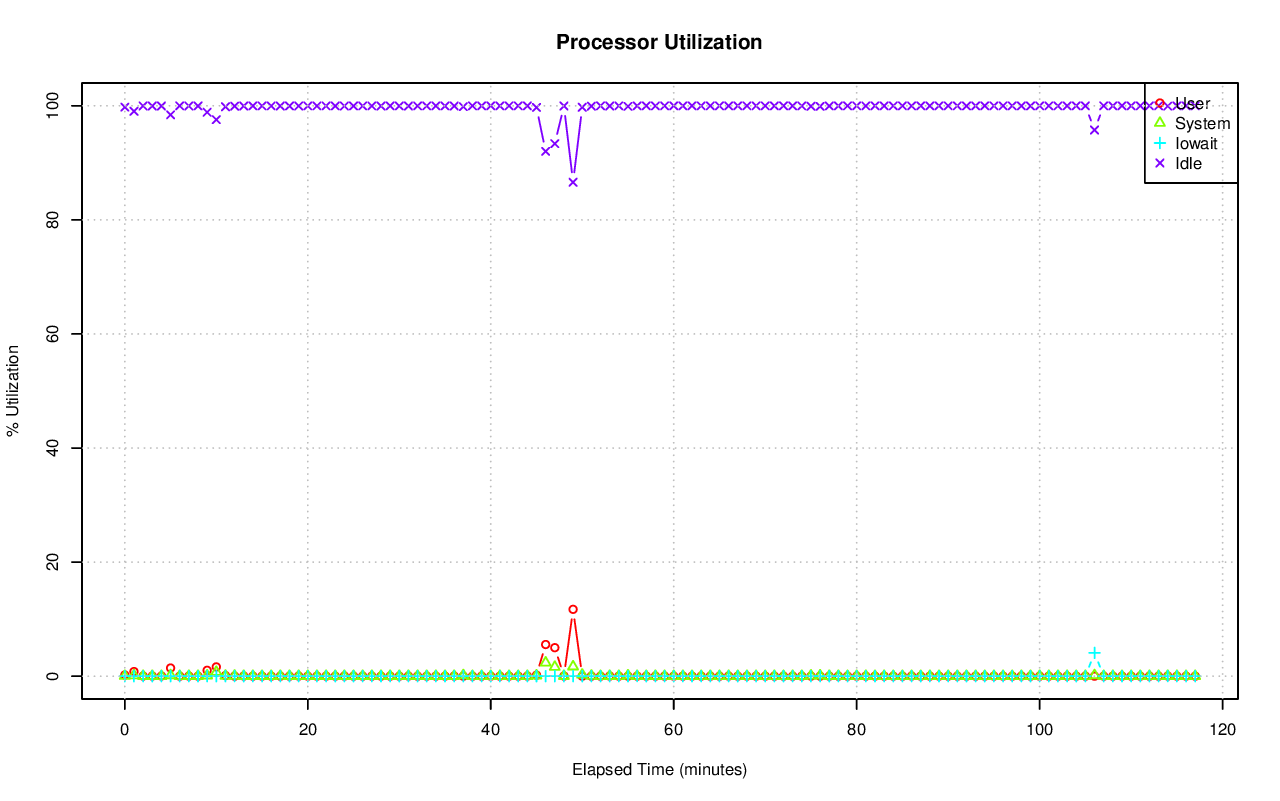 Processor Utilization
100
80
60
40
20
0
% Utilization
User
System
Iowait
Idle
0 20 40 60 80 100 120
Elapsed Time (minutes)